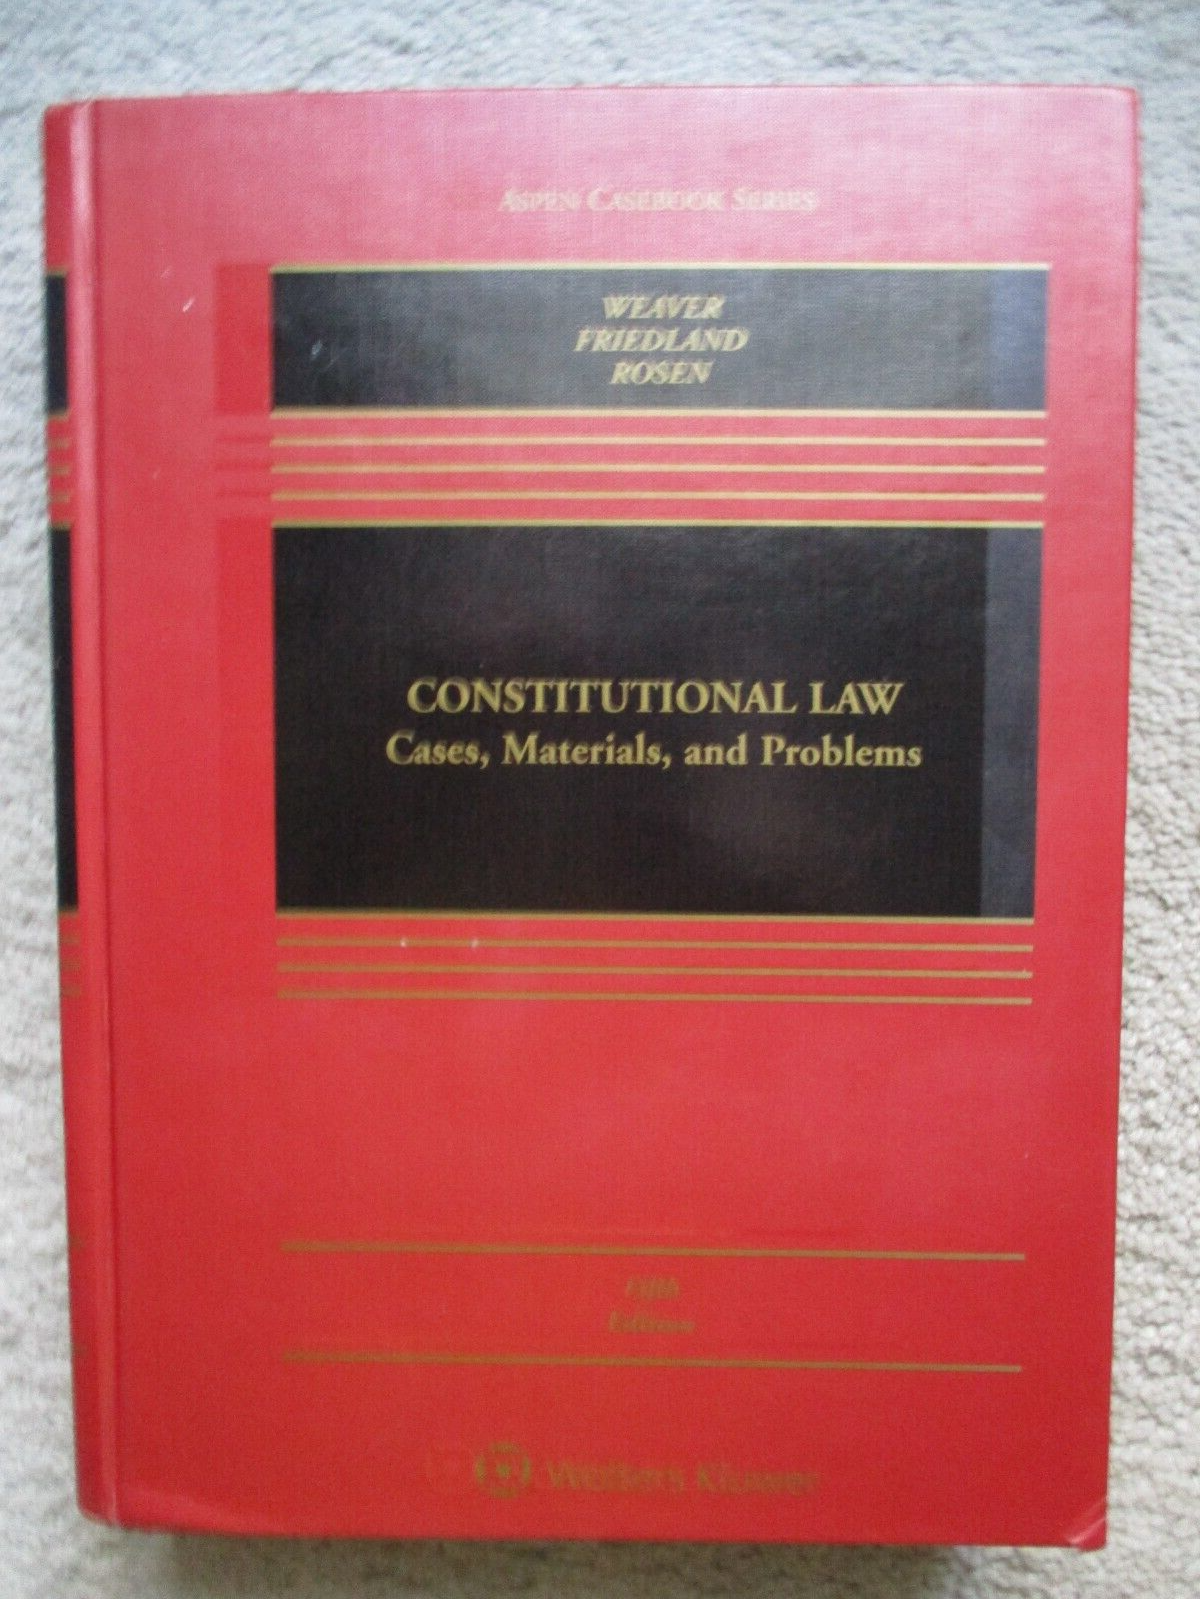 ASPEN CASEBOOK SERIES
WEAVER
FRIEDLAND
ROSEN
CONSTITUTIONAL LAW
Cases, Materials, and Problems
Fifth
Edition
Wolters Kluwer